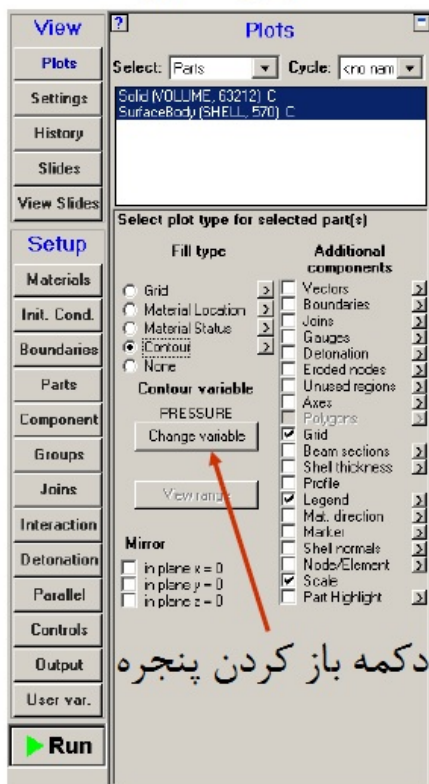 View
Plots
Settings
History
Slides
View Slides
Setup
Materials
Init. Cond.
Boundaries
Parts
Component
Groups
Joins
Interaction
Detonation
Parallel
Controls
Output
User var.
Run
?
Plots
Select: Parts
Cycle: <no nam
Solid (VOLUME, 63212) C
SurfaceBody (SHELL, 570) C
Select plot type for selected part(s)
Fill type
Grid >
Material Location >
Material Status >
Contour >
None
Contour variable
PRESSURE
Change variable
View range
Mirror
in plane x = 0
in plane y = 0
in plane z = 0
Additional
components
Vectors >
Boundaries >
Joins
Gauges >
Detonation >
Eroded nodes >
Unused regions >
Axes >
Polygons >
Grid
Beam sections >
Shell thickness >
Profile
Legend >
Mat. direction >
Marker >
Shell normals >
Node/Element >
Scale
Part Highlight >
دکمه باز کردن پنجره